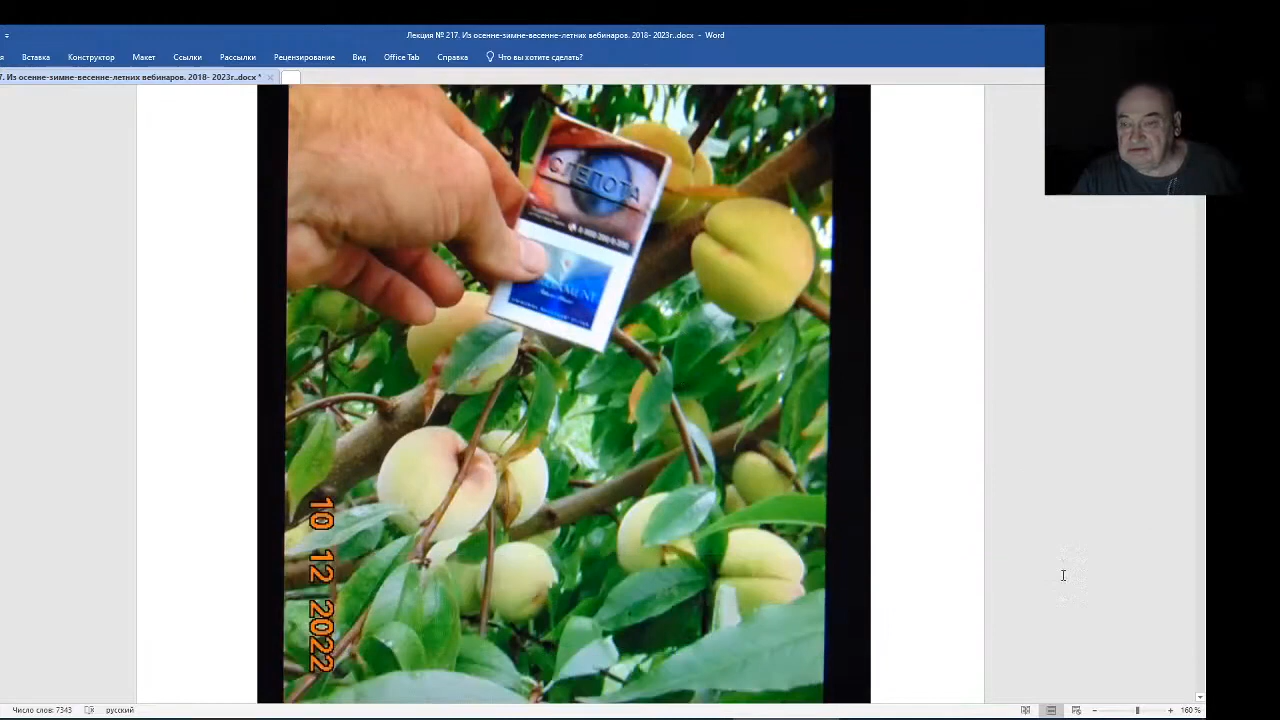 Лекция № 217. Из осенне-зимне-весенне-летних вебинаров. 2018- 2023г..docx - Word
Вставка Конструктор Макет Ссылки Рассылки Рецензирование Вид Office Tab Справка Что вы хотите сделать?
7. Из осенне-зимне-весенне-летних вебинаров. 2018- 2023г..docx *
СЛЕПОТА
10 12 2022
Число слов: 7343 русский 160 %